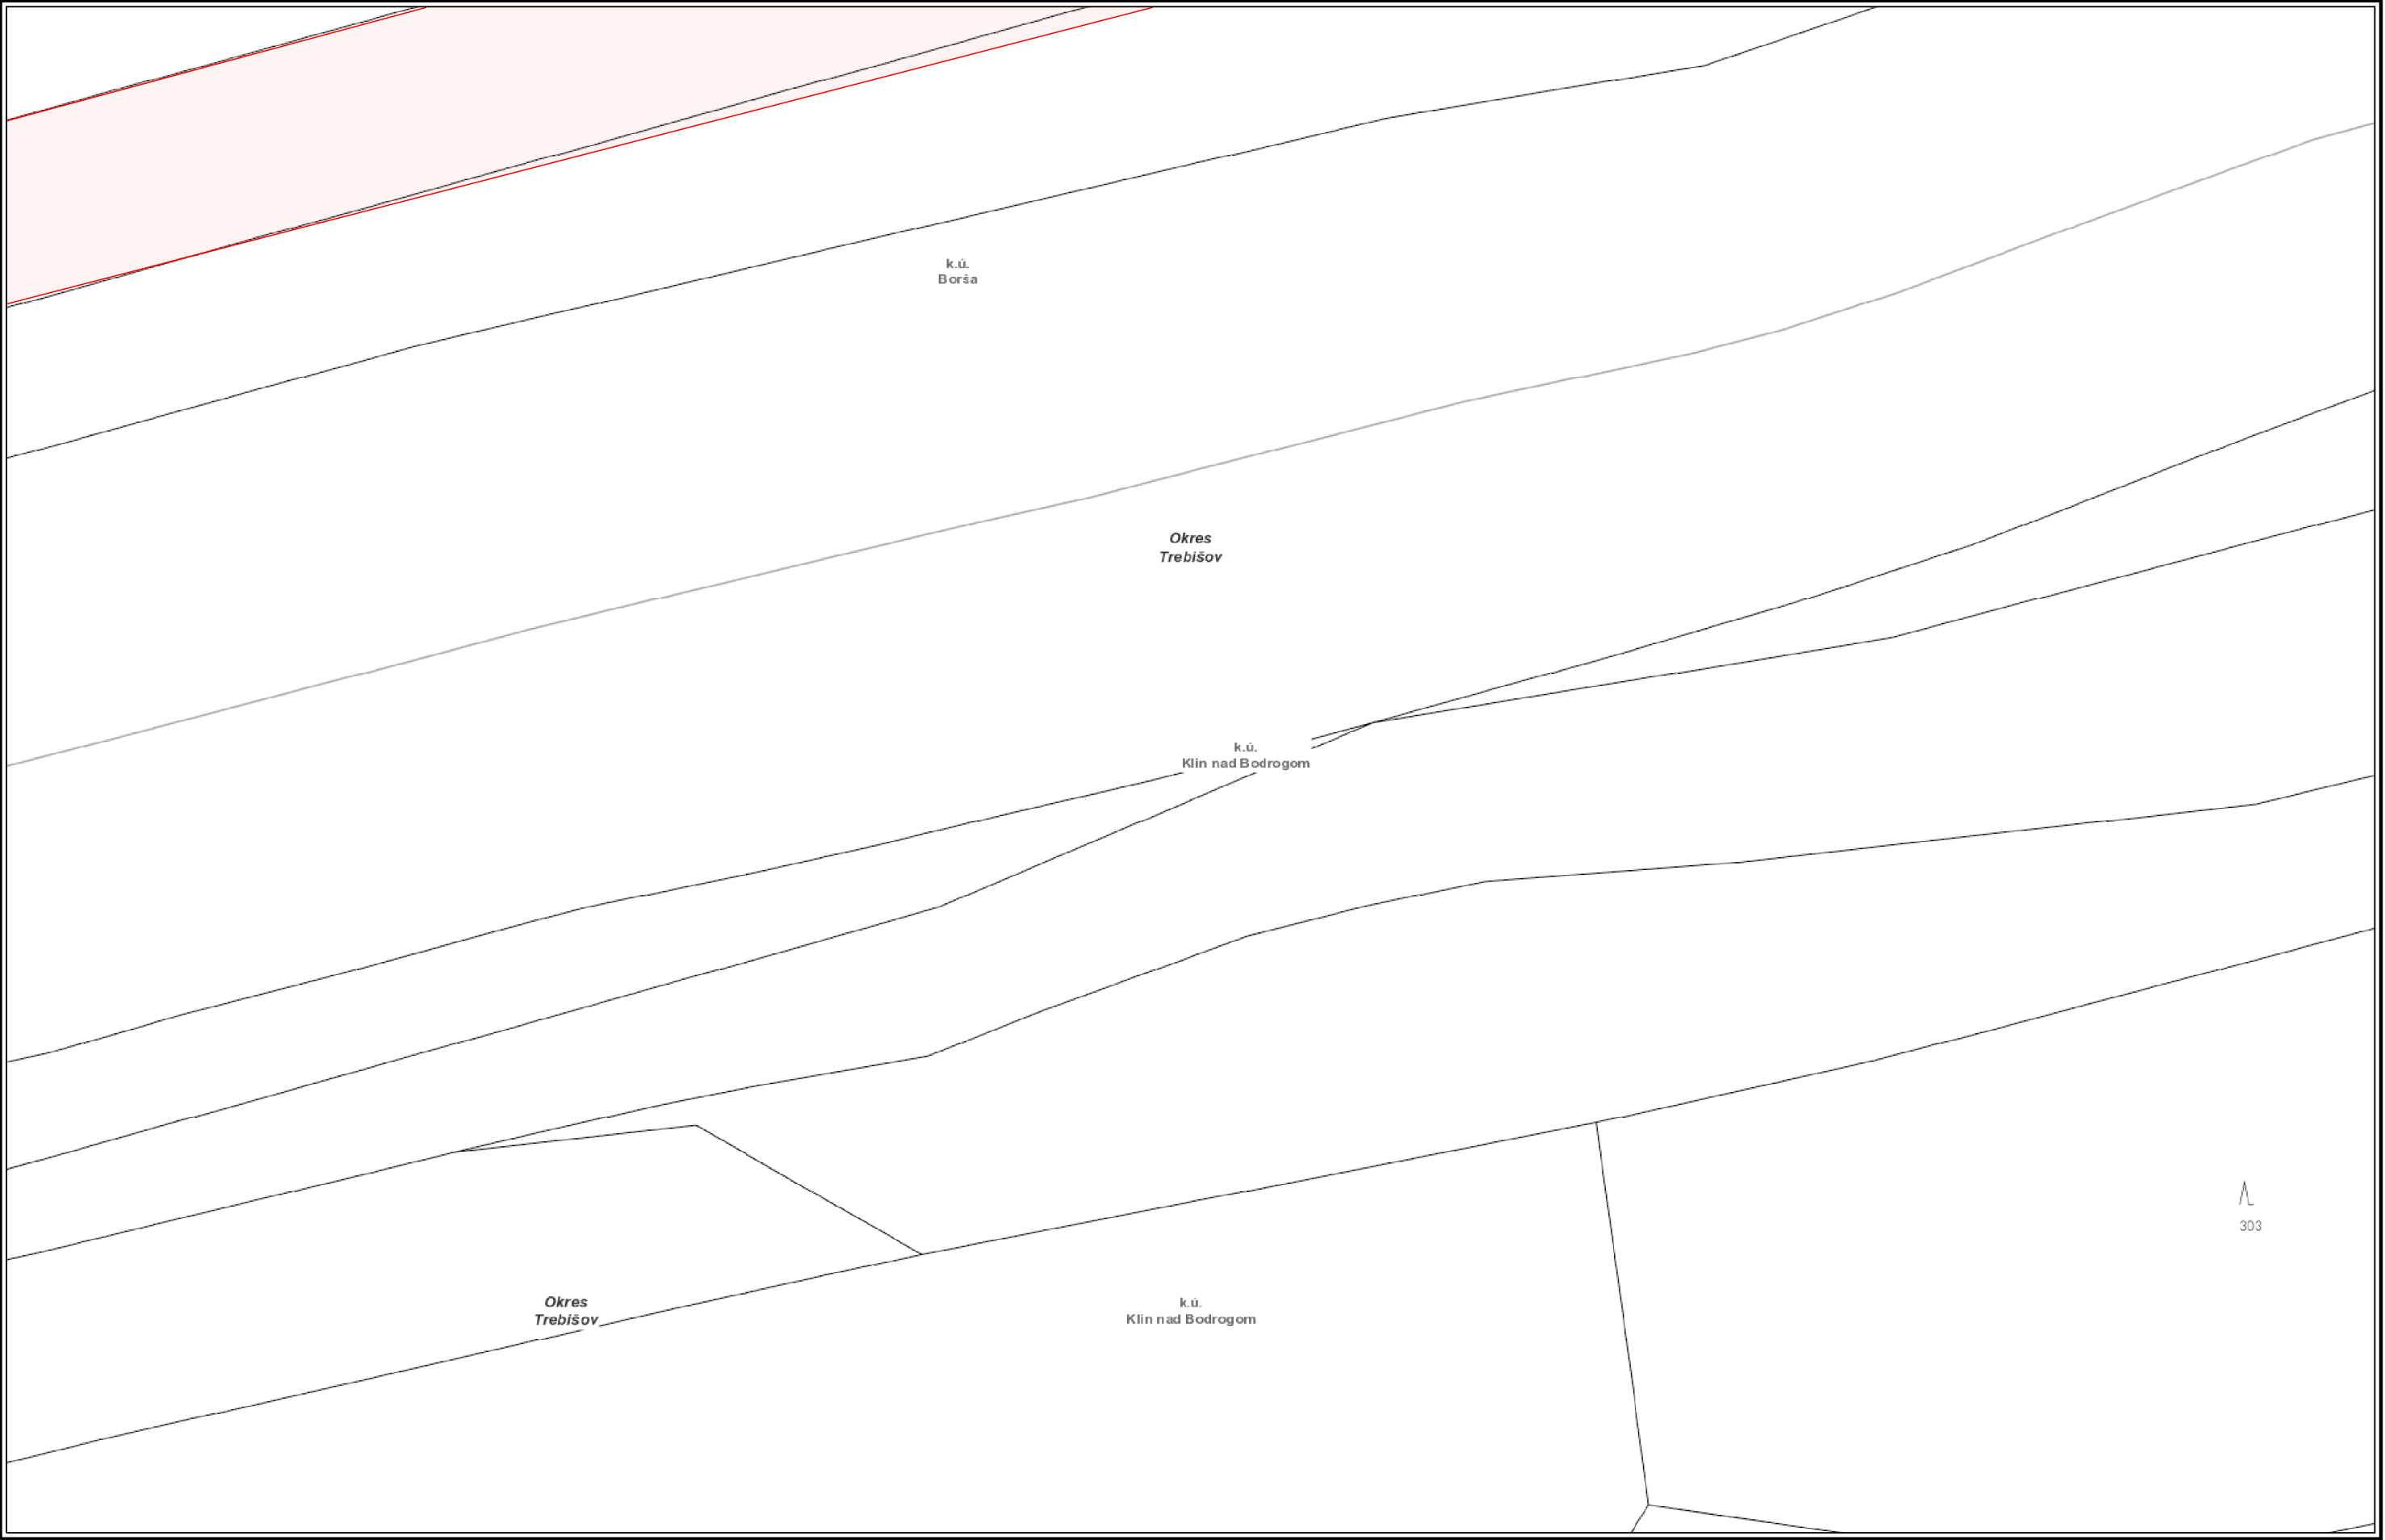 k.ú.
Borša
Okres
Trebišov
k.ú.
Klin nad Bodrogom
303
Okres
Trebišov
k.ú.
Klin nad Bodrogom